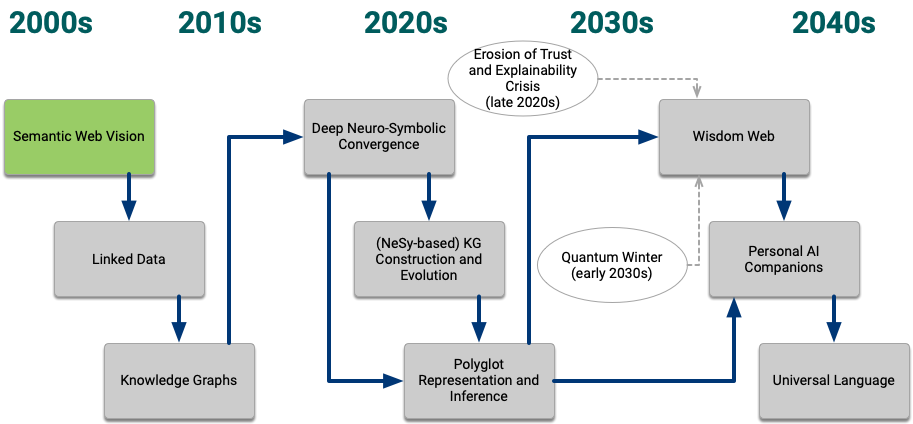 2000s
2010s
2020s
2030s
2040s
Erosion of Trust
and Explainability
Crisis
(late 2020s)
Semantic Web Vision
Deep Neuro-Symbolic
Convergence
Wisdom Web
Linked Data
(NeSy-based) KG
Construction and
Evolution
Quantum Winter
(early 2030s)
Personal AI
Companions
Knowledge Graphs
Polyglot
Representation and
Inference
Universal Language